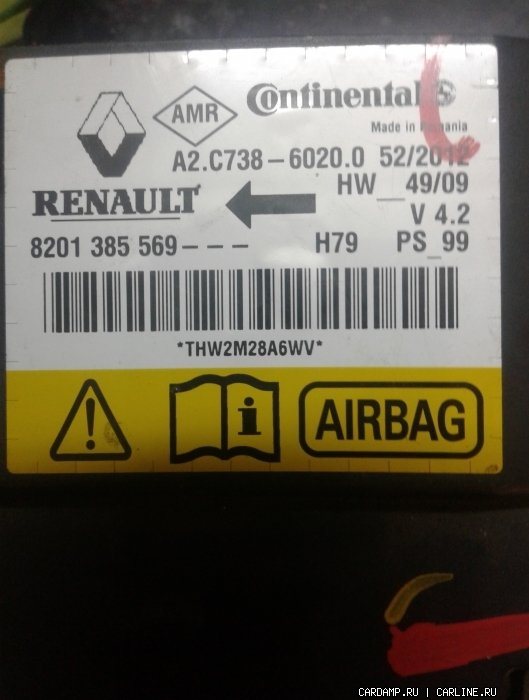 AMR
Continental
Made in Romania
A2.C738-6020.0 52/2012
RENAULT
HW_49/09
V 4.2
8201 385 569--- H79 PS_99
*THW2M28A6WV*
i
AIRBAG
CARDAMP.RU | CARLINE.RU